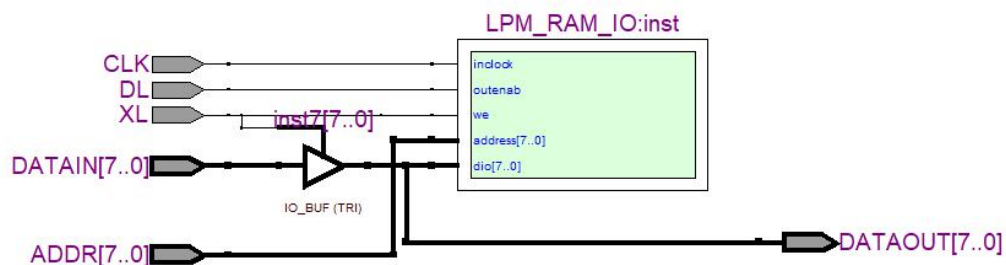 LPM_RAM_IO:inst
CLK
inclock
DL
outenab
XL
we
inst7[7..0]
address[7..0]
DATAIN[7..0]
dio[7..0]
IO_BUF (TRI)
ADDR[7..0]
DATAOUT[7..0]